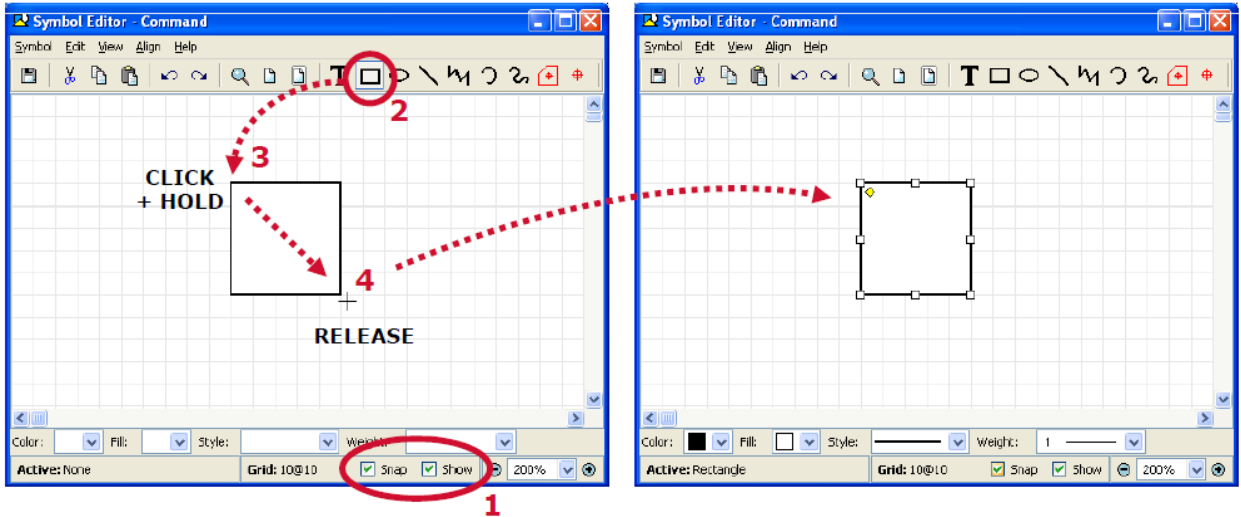 Symbol Editor - Command
Symbol Edit View Align Help
T
2
3
CLICK
+ HOLD
4
RELEASE
Color: Fill: Style: Weight:
Active: None Grid: 10@10 Snap Show 200%
1
Symbol Editor - Command
Symbol Edit View Align Help
T
Color: Fill: Style: Weight: 1
Active: Rectangle Grid: 10@10 Snap Show 200%